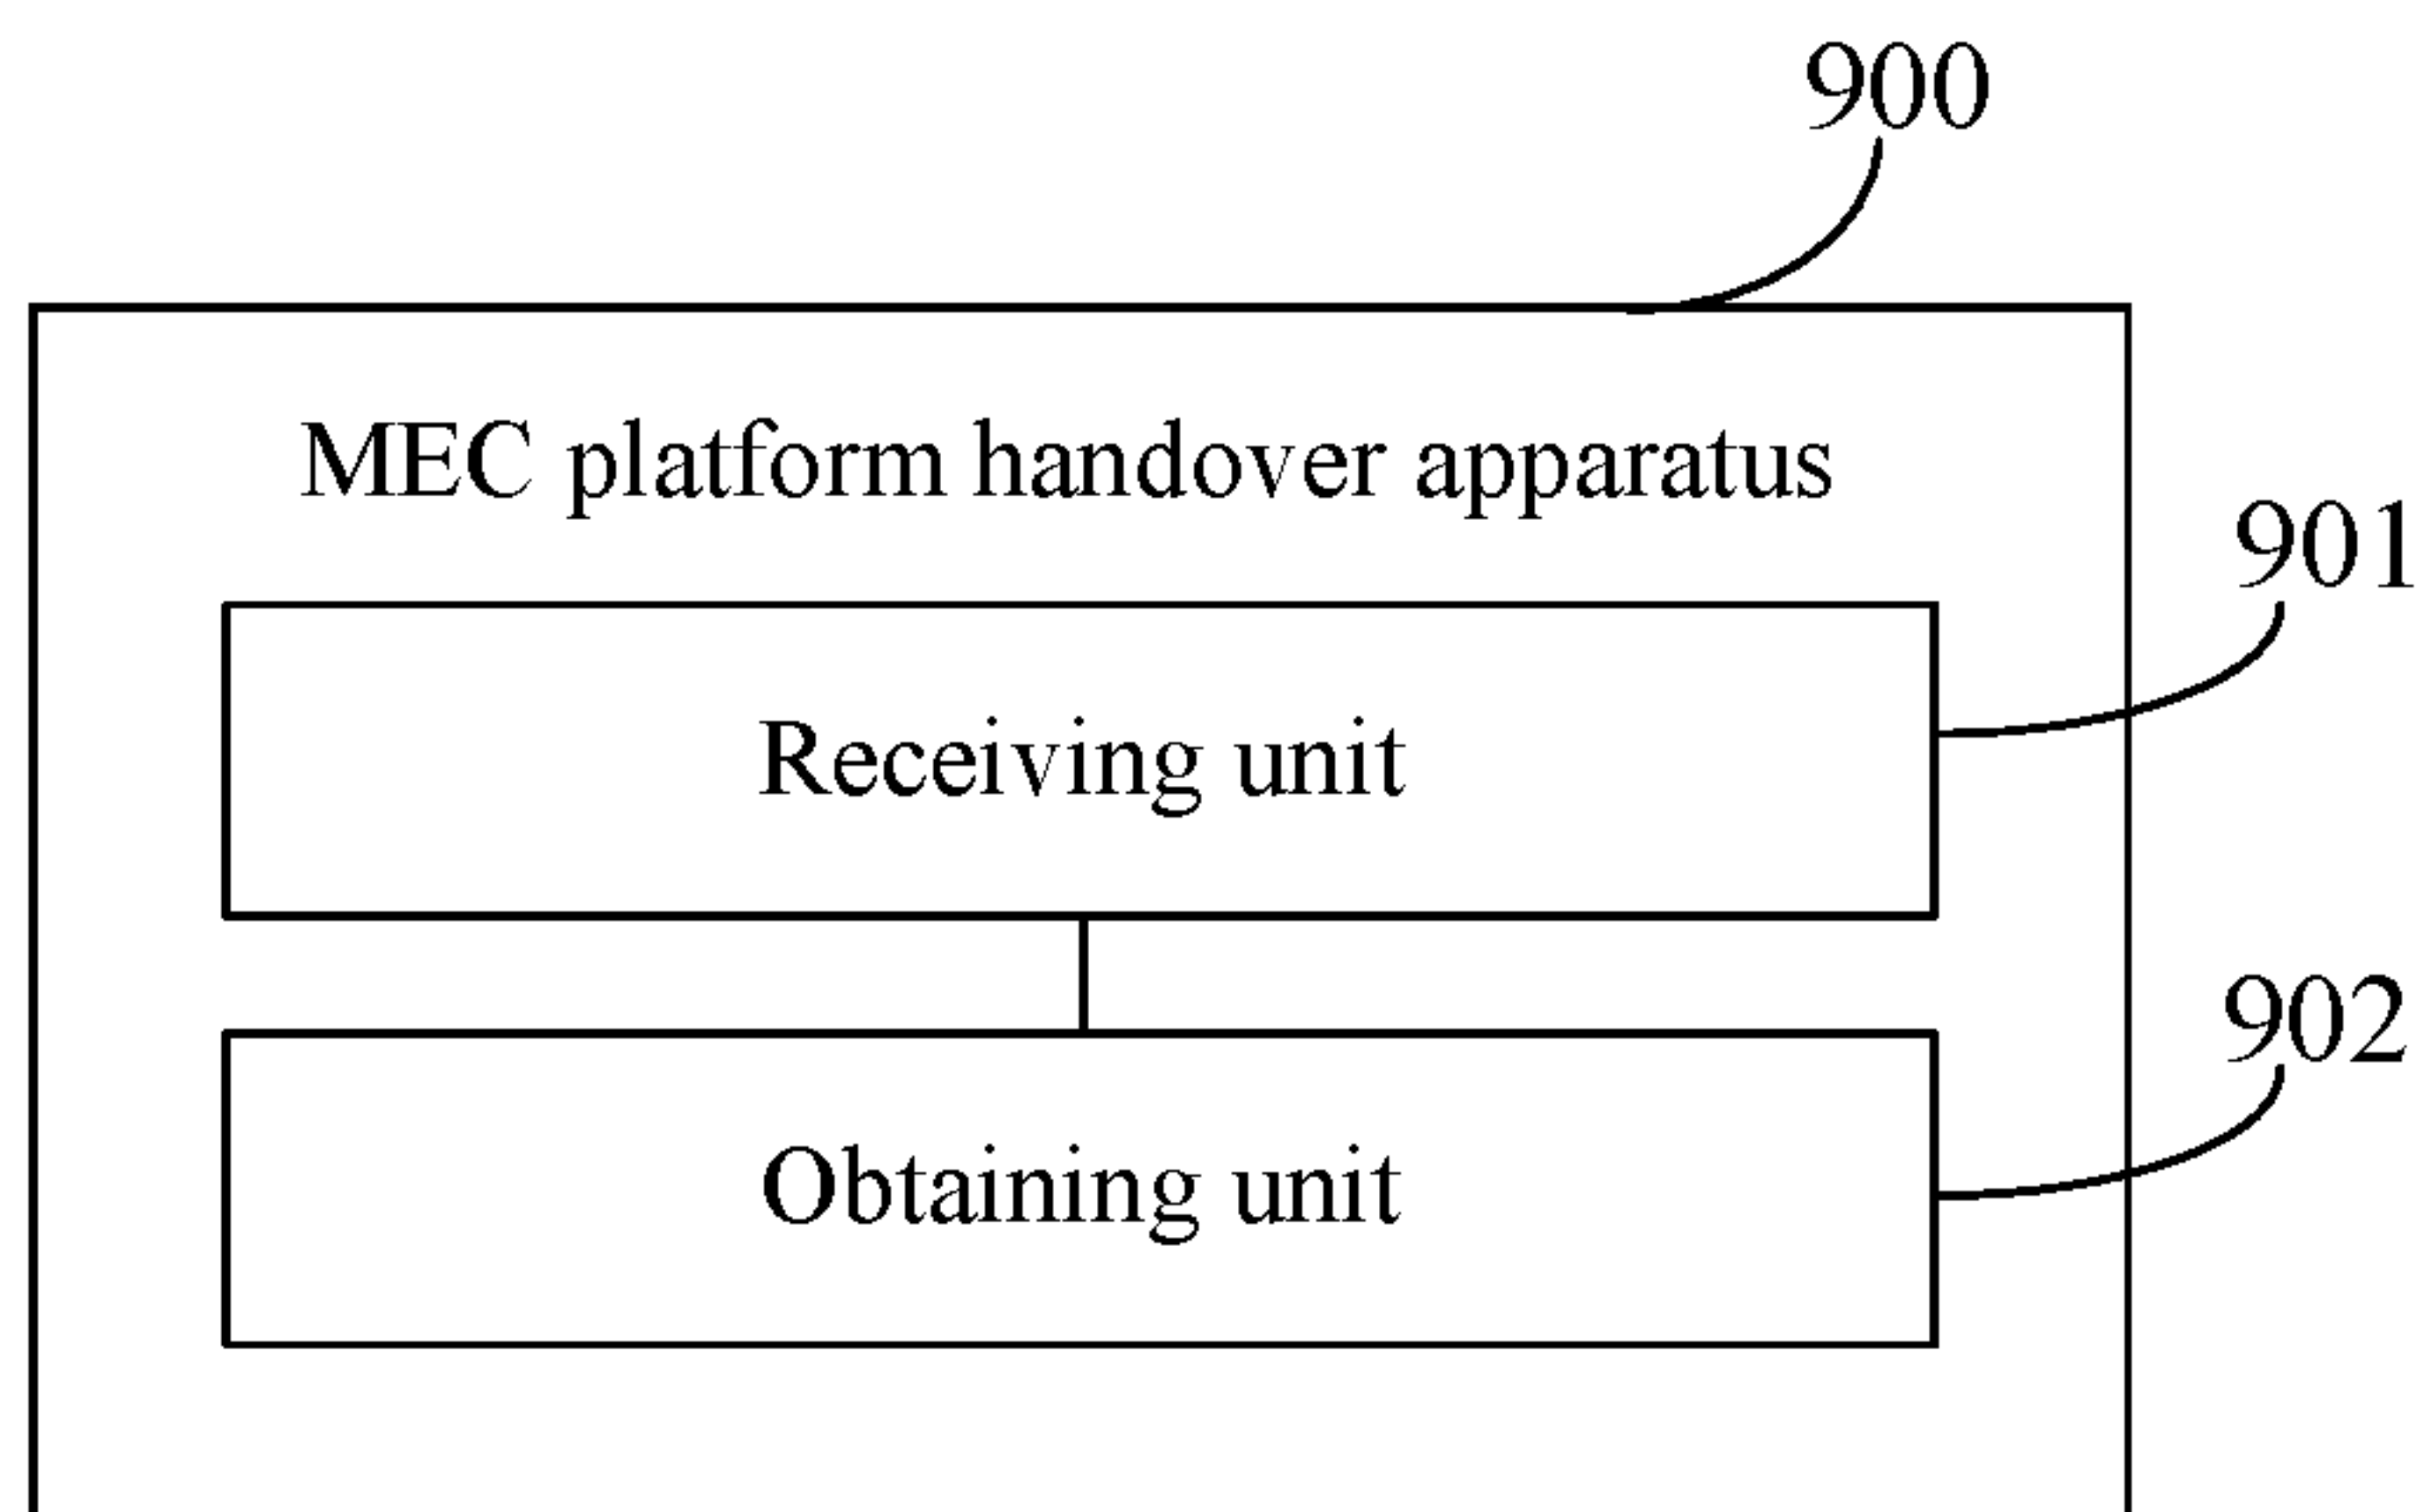 900
MEC platform handover apparatus
901
Receiving unit
902
Obtaining unit